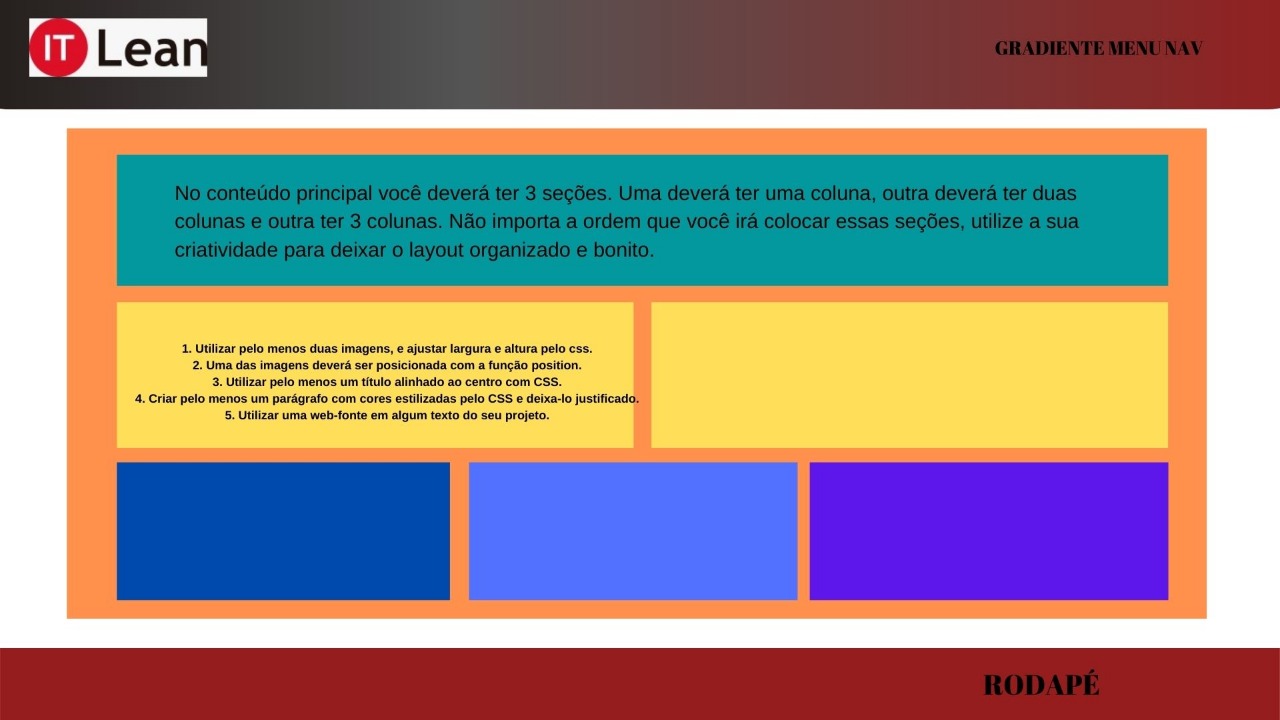 IT Lean
GRADIENTE MENU NAV
No conteúdo principal você deverá ter 3 seções. Uma deverá ter uma coluna, outra deverá ter duas
colunas e outra ter 3 colunas. Não importa a ordem que você irá colocar essas seções, utilize a sua
criatividade para deixar o layout organizado e bonito.
1. Utilizar pelo menos duas imagens, e ajustar largura e altura pelo css.
2. Uma das imagens deverá ser posicionada com a função position.
3. Utilizar pelo menos um título alinhado ao centro com CSS.
4. Criar pelo menos um parágrafo com cores estilizadas pelo CSS e deixa-lo justificado.
5. Utilizar uma web-fonte em algum texto do seu projeto.
RODAPÉ